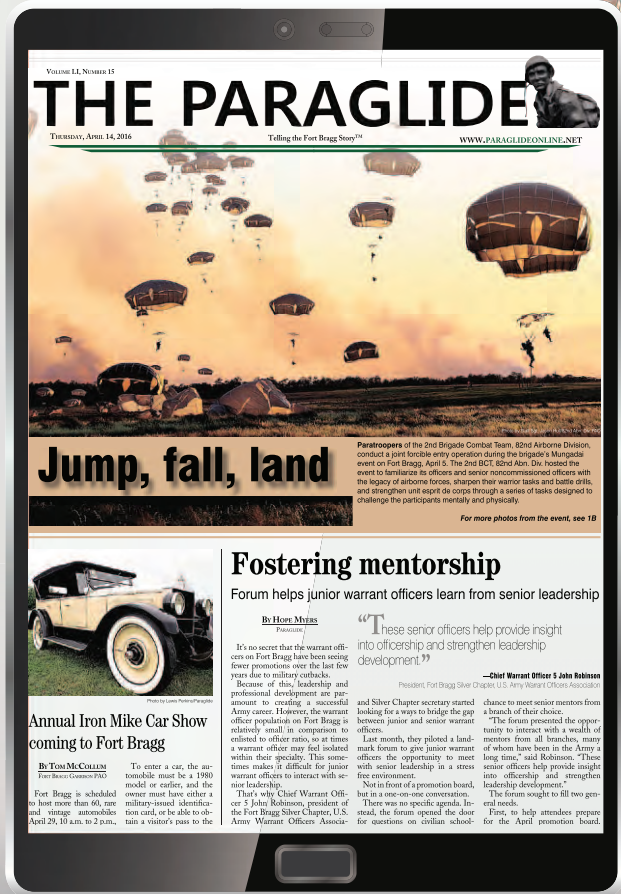 VOLUME LI, NUMBER 15
THE PARAGLIDE
THURSDAY, APRIL 14, 2016
Telling the Fort Bragg Story™
WWW.PARAGLIDEONLINE.NET
Jump, fall, land
Paratroopers of the 2nd Brigade Combat Team, 82nd Airborne Division,
conduct a joint forcible entry operation during the brigade's Mungadai
event on Fort Bragg, April 5. The 2nd BCT, 82nd Abn. Div. hosted the
event to familiarize its officers and senior noncommissioned officers with
the legacy of airborne forces, sharpen their warrior tasks and battle drills,
and strengthen unit esprit de corps through a series of tasks designed to
challenge the participants mentally and physically.
For more photos from the event, see 1B
Photo by Lewis Perkins/Paraglide
Annual Iron Mike Car Show
coming to Fort Bragg
BY TOM MCCOLLUM
FORT BRAGG GARRISON PAO
Fort Bragg is scheduled
to host more than 60, rare
and vintage automobiles
April 29, 10 a.m. to 2 p.m.,
To enter a car, the au-
tomobile must be a 1980
model or earlier, and the
owner must have either a
military-issued identifica-
tion card, or be able to ob-
tain a visitor's pass to the
Fostering mentorship
Forum helps junior warrant officers learn from senior leadership
BY HOPE MYERS
PARAGLIDE
It's no secret that the warrant offi-
cers on Fort Bragg have been seeing
fewer promotions over the last few
years due to military cutbacks.
Because of this, leadership and
professional development are par-
amount to creating a successful
Army career. However, the warrant
officer population on Fort Bragg is
relatively small in comparison to
enlisted to officer ratio, so at times
a warrant officer may feel isolated
within their specialty. This some-
times makes it difficult for junior
warrant officers to interact with se-
nior leadership.
That's why Chief Warrant Offi-
cer 5 John Robinson, president of
the Fort Bragg Silver Chapter, U.S.
Army Warrant Officers Associa-
“These senior officers help provide insight
into officership and strengthen leadership
development.”
—Chief Warrant Officer 5 John Robinson
President, Fort Bragg Silver Chapter, U.S. Army Warrant Officers Association
and Silver Chapter secretary started
looking for a ways to bridge the gap
between junior and senior warrant
officers.
Last month, they piloted a land-
mark forum to give junior warrant
officers the opportunity to meet
with senior leadership in a stress
free environment.
Not in front of a promotion board,
but in a one-on-one conversation.
There was no specific agenda. In-
stead, the forum opened the door
for questions on civilian school-
chance to meet senior mentors from
a branch of their choice.
“The forum presented the oppor-
tunity to interact with a wealth of
mentors from all branches, many
of whom have been in the Army a
long time,” said Robinson. “These
senior officers help provide insight
into officership and strengthen
leadership development.”
The forum sought to fill two gen-
eral needs.
First, to help attendees prepare
for the April promotion board.